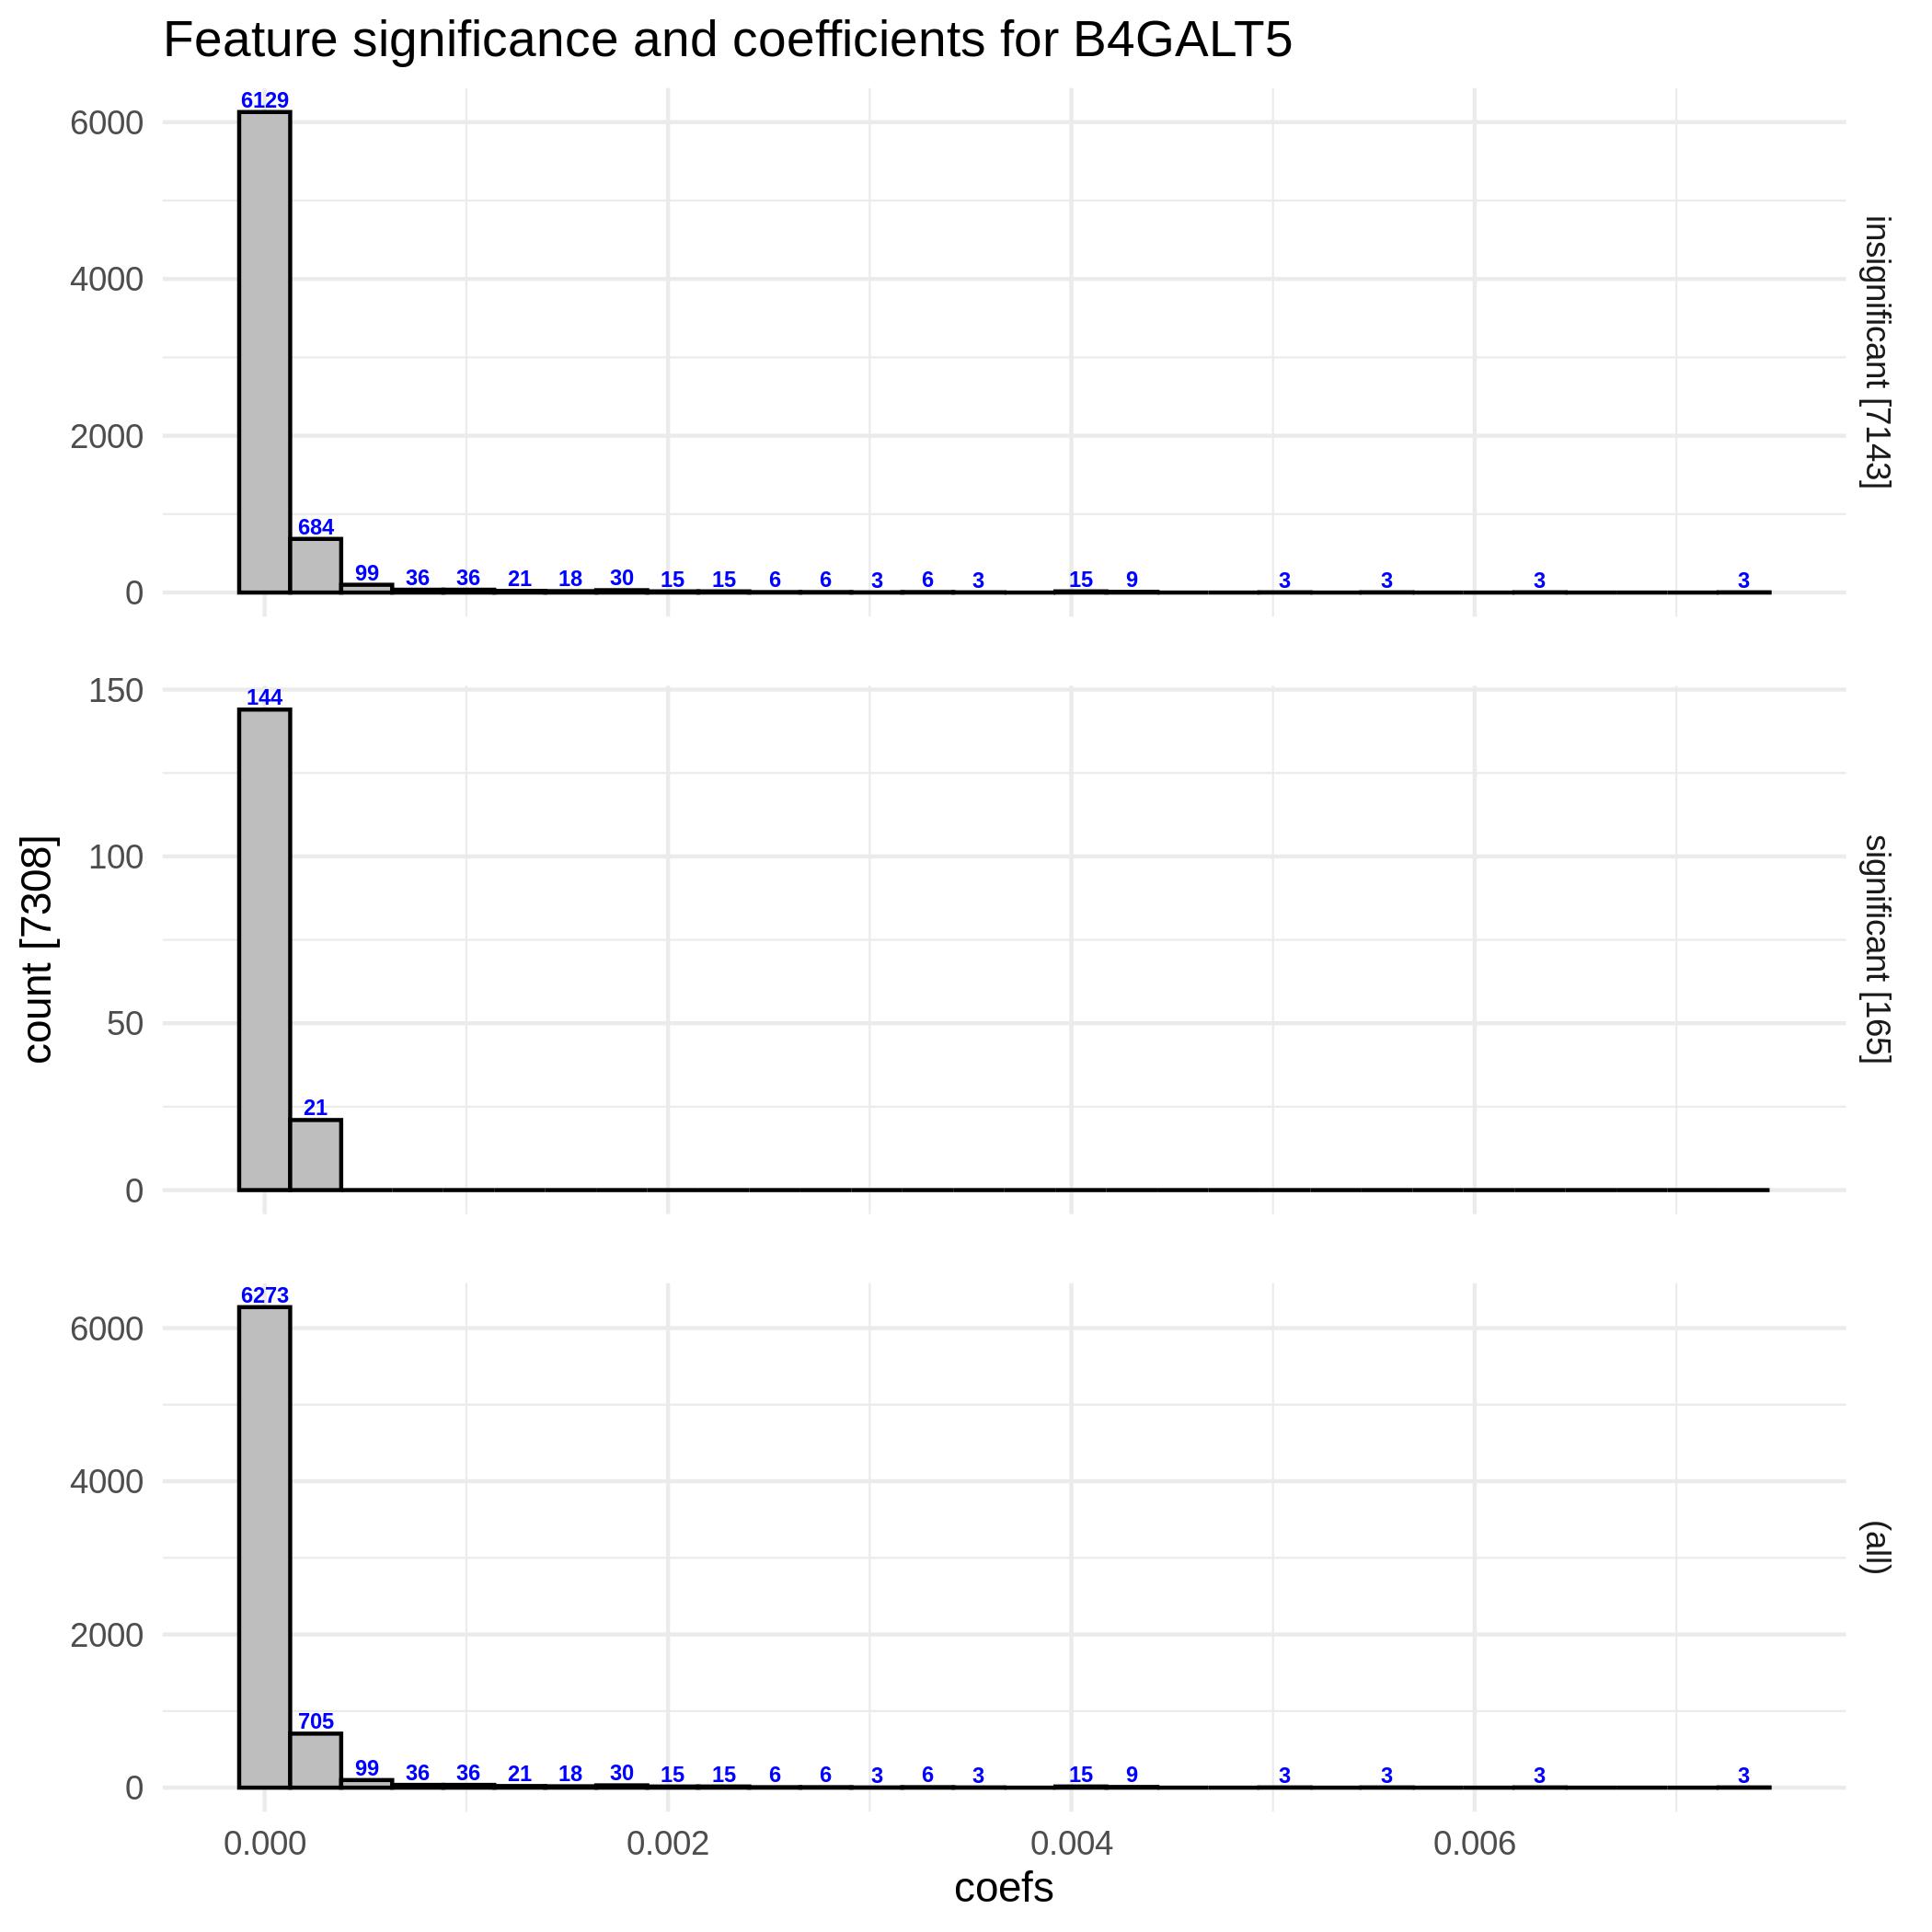 Feature significance and coefficients for B4GALT5
count [7308]
6000
4000
2000
0
6129
684
99 36 36 21 18 30 15 15 6 6 3 6 3 15 9 3 3 3 3
insignificant [7143]
150
100
50
0
144
21
significant [165]
6000
4000
2000
0
6273
705
99 36 36 21 18 30 15 15 6 6 3 6 3 15 9 3 3 3 3
(all)
0.000 0.002 0.004 0.006
coefs